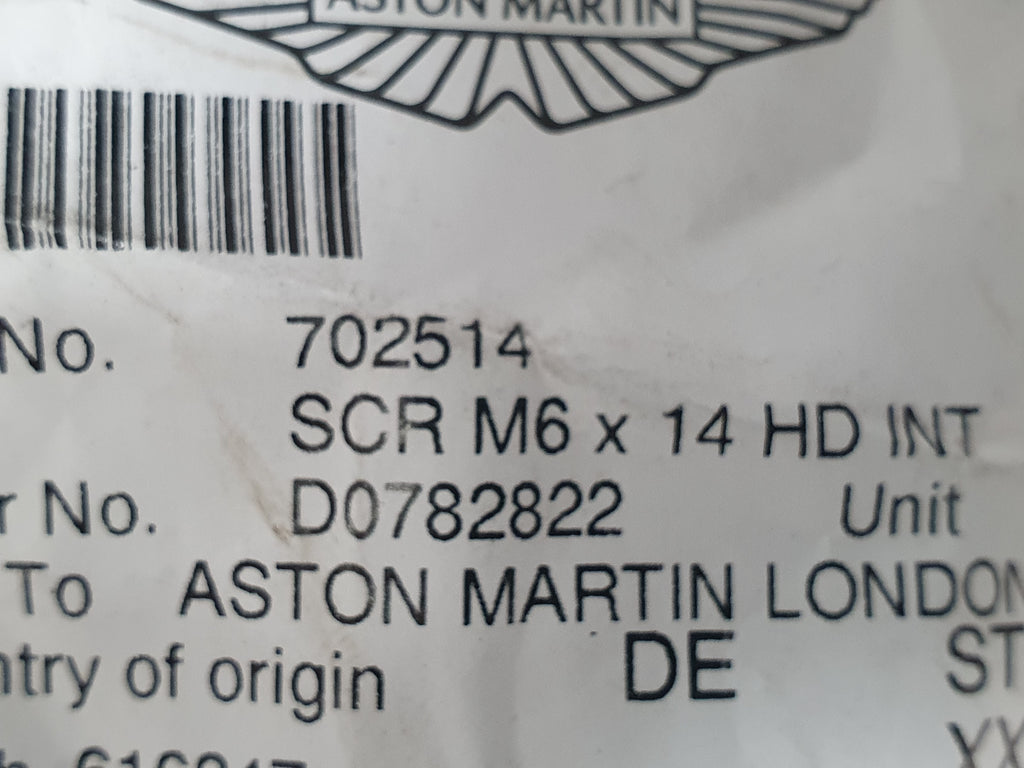 ASTON MARTIN
No. 702514
SCR M6 x 14 HD INT
r No. D0782822 Unit
To ASTON MARTIN LONDON
ntry of origin DE ST
XX